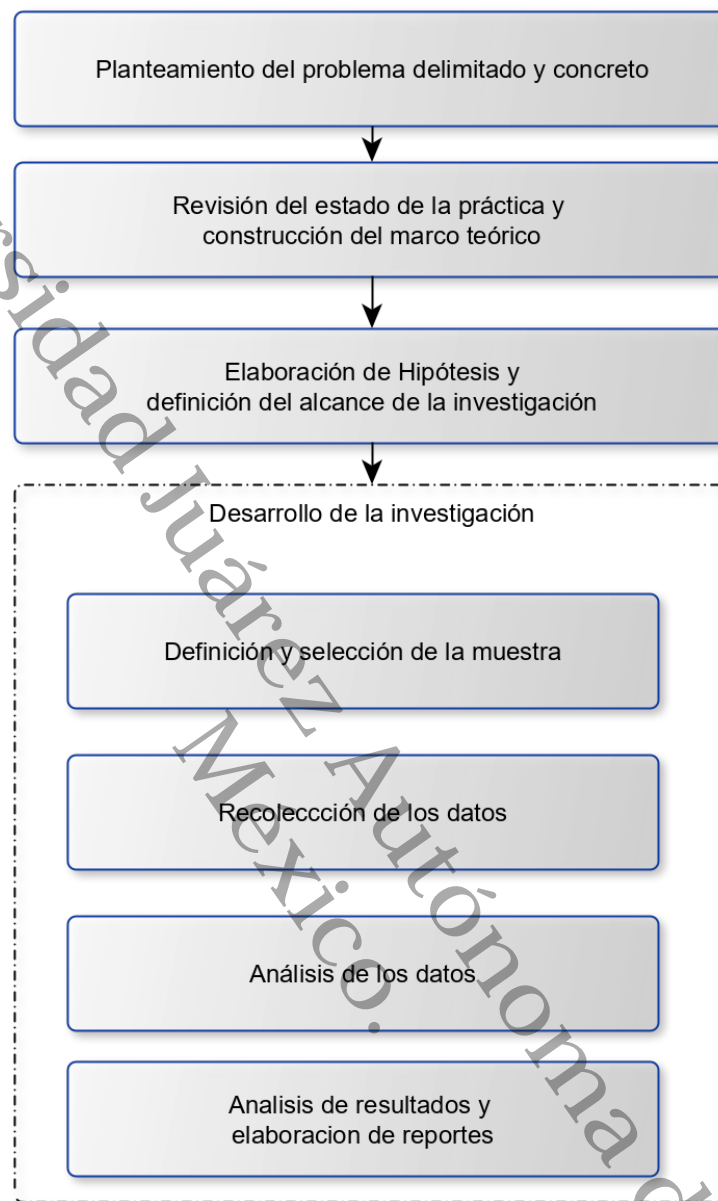 Planteamiento del problema delimitado y concreto
Revisión del estado de la práctica y
construcción del marco teórico
Elaboración de Hipótesis y
definición del alcance de la investigación
Desarrollo de la investigación
Definición y selección de la muestra
Recoleccción de los datos
Análisis de los datos
Analisis de resultados y
elaboracion de reportes
Juárez Autónoma
México.